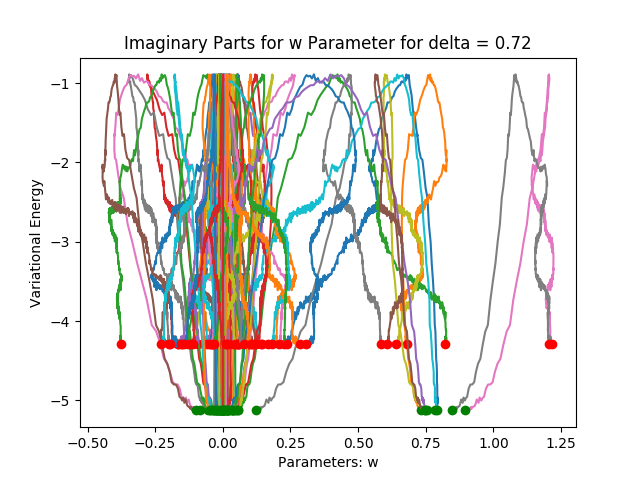 Imaginary Parts for w Parameter for delta = 0.72
Variational Energy
−1
−2
−3
−4
−5
−0.50 −0.25 0.00 0.25 0.50 0.75 1.00 1.25
Parameters: w